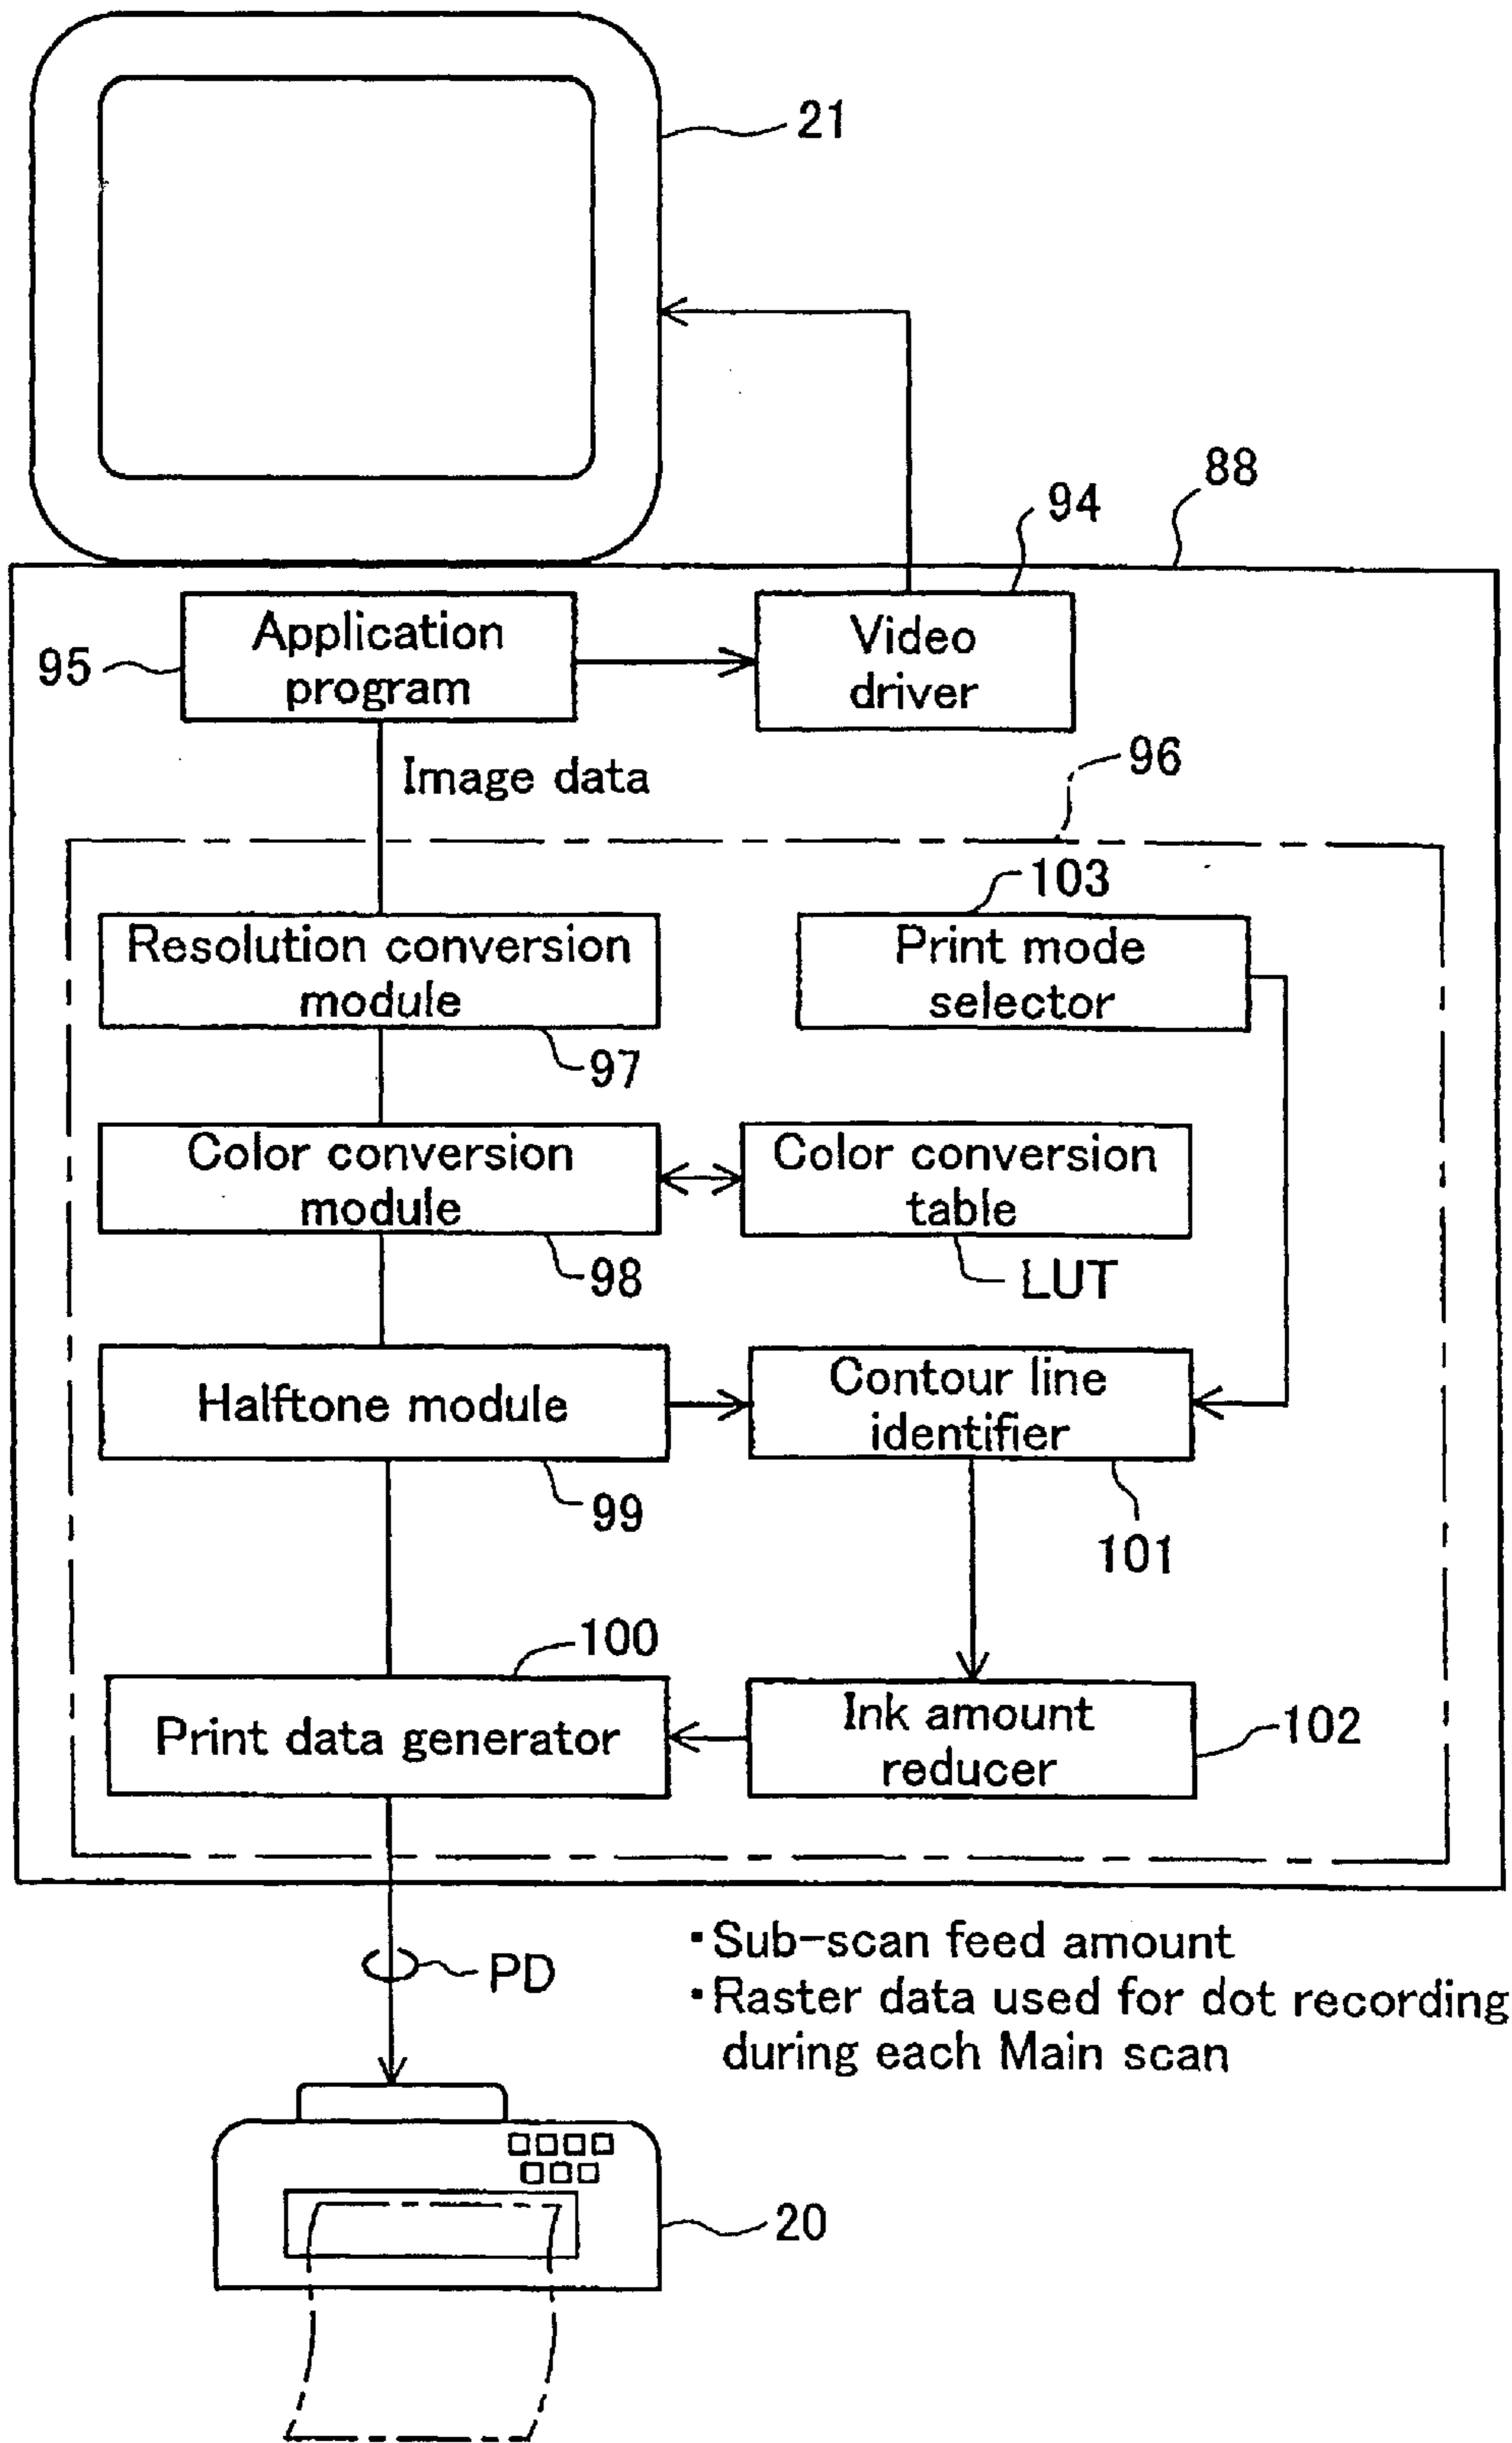 21
88
94
Application
program
95
Video
driver
Image data
96
103
Resolution conversion
module
97
Print mode
selector
Color conversion
module
98
Color conversion
table
LUT
Halftone module
99
Contour line
identifier
101
100
Print data generator
Ink amount
reducer
102
PD
・Sub-scan feed amount
・Raster data used for dot recording
during each Main scan
20